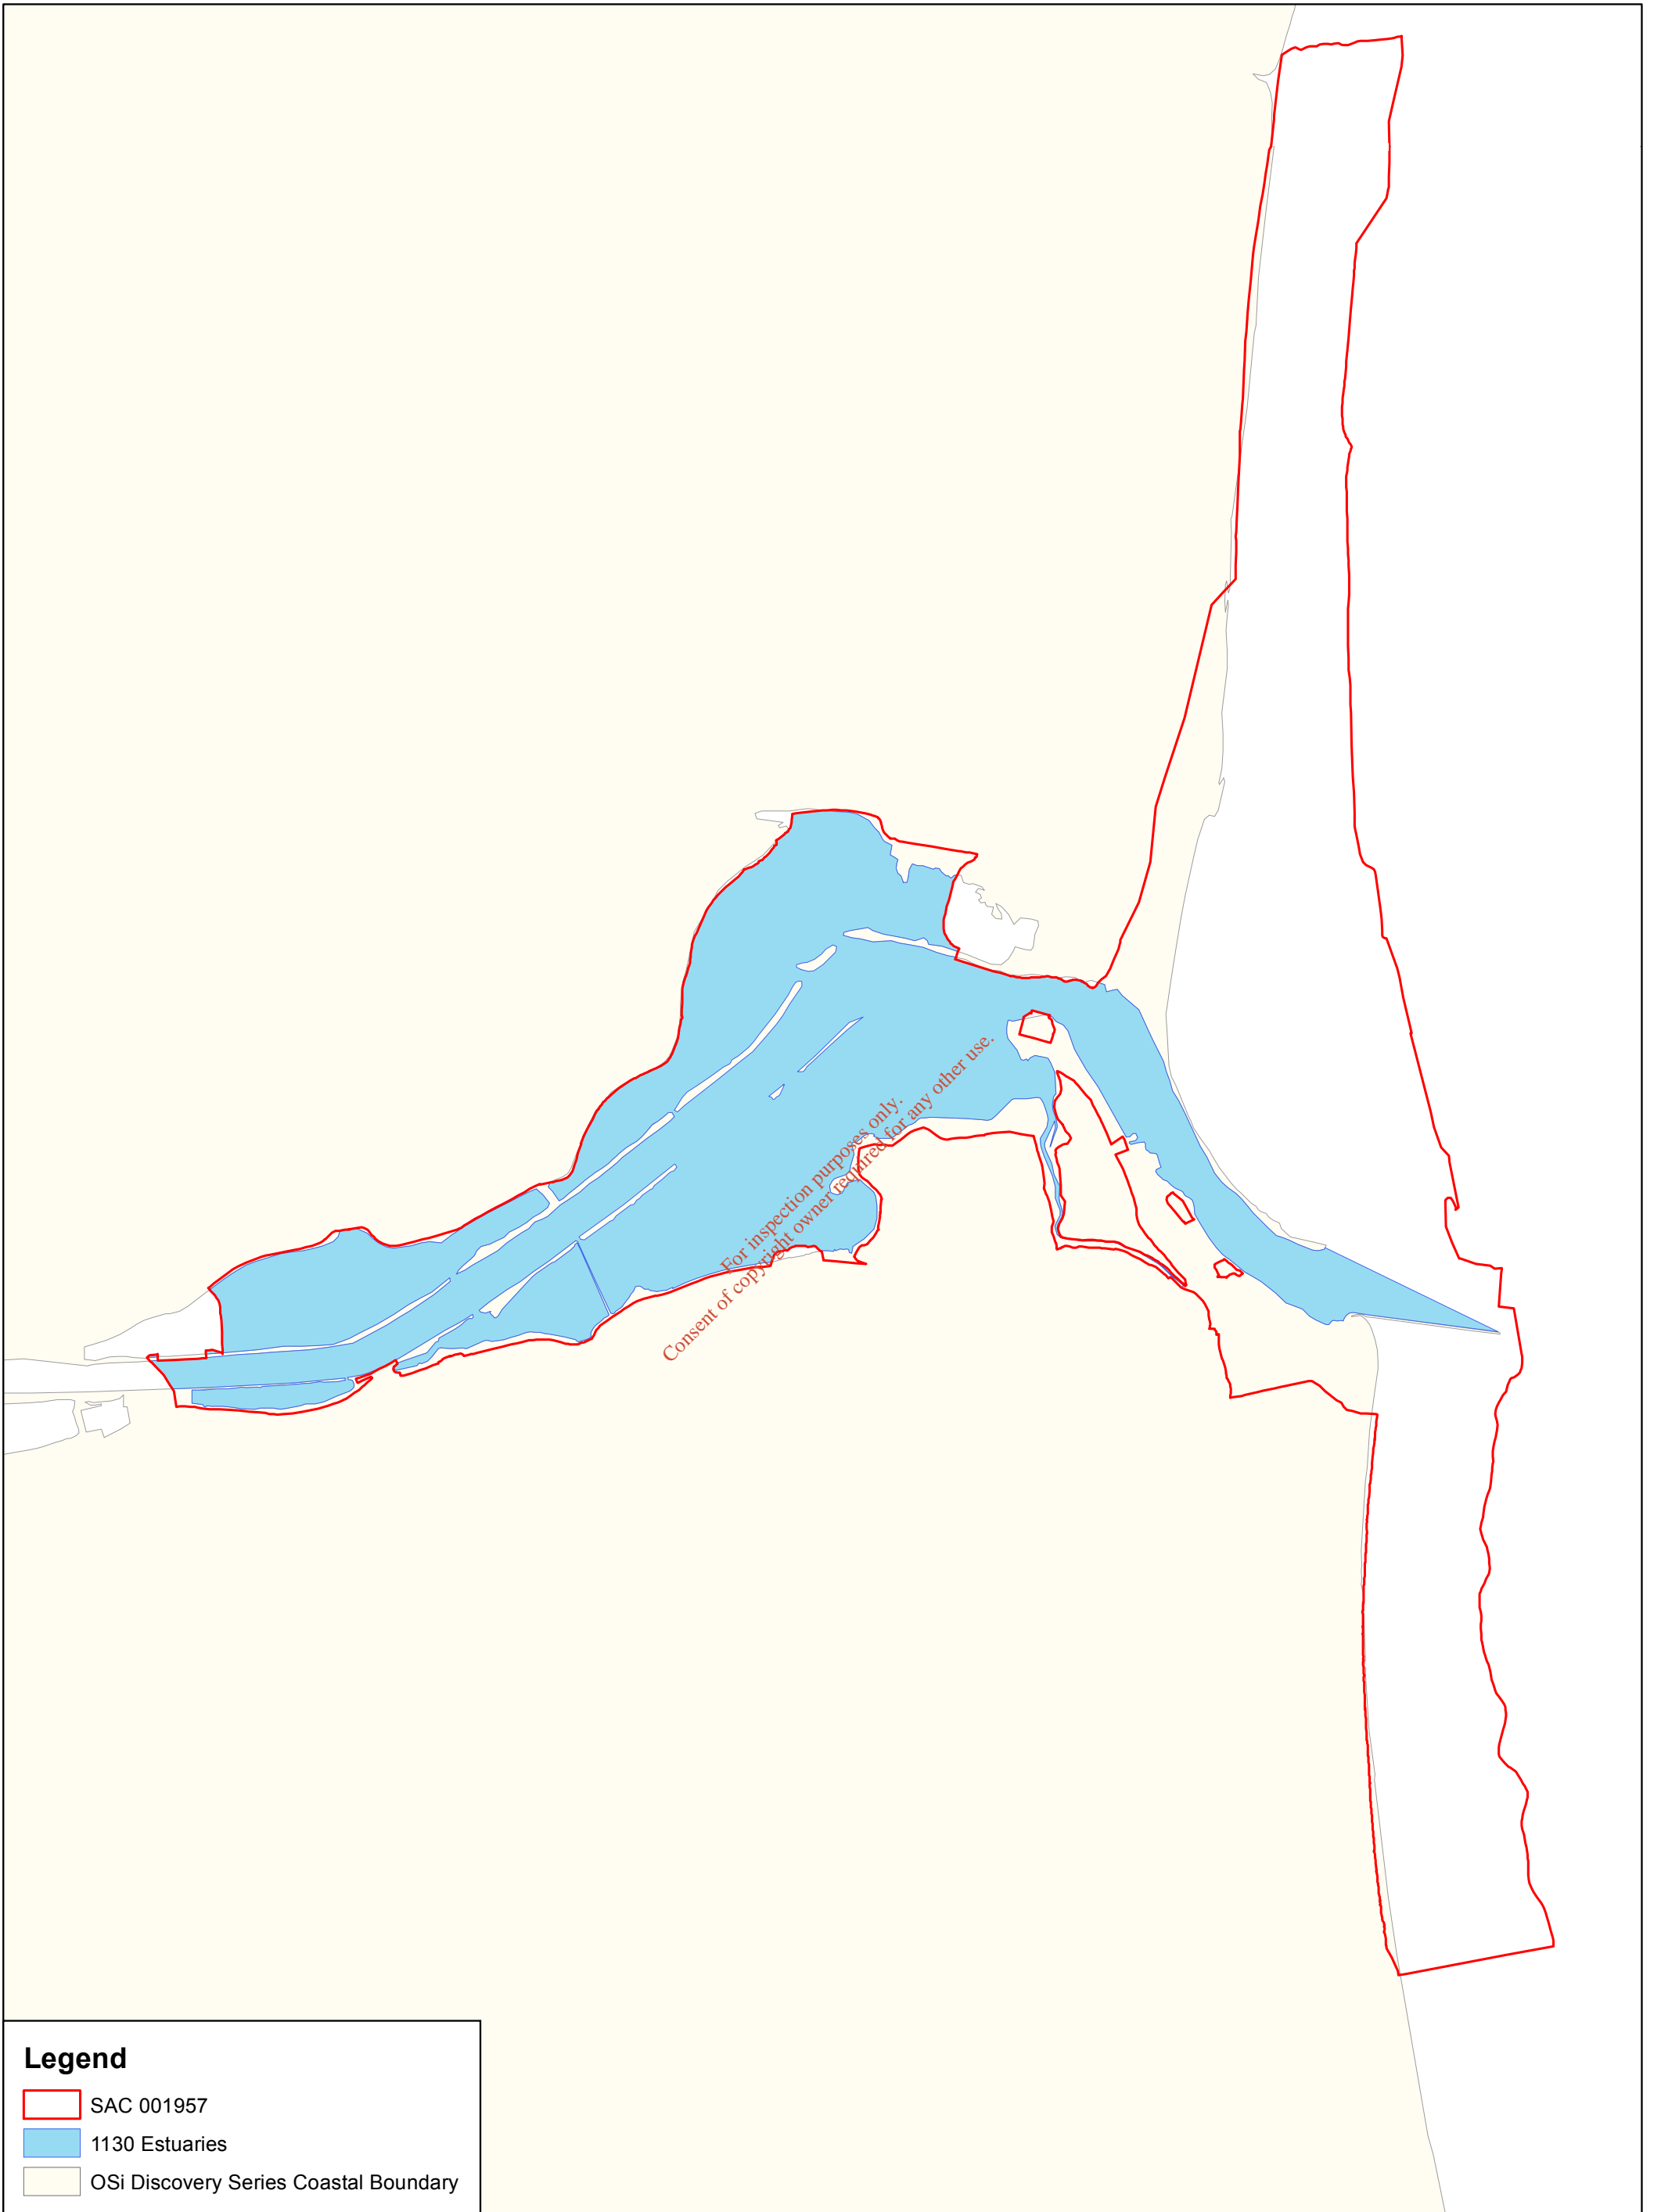 For inspection purposes only.
Consent of copyright owner required for any other use.
Legend
SAC 001957
1130 Estuaries
OSi Discovery Series Coastal Boundary